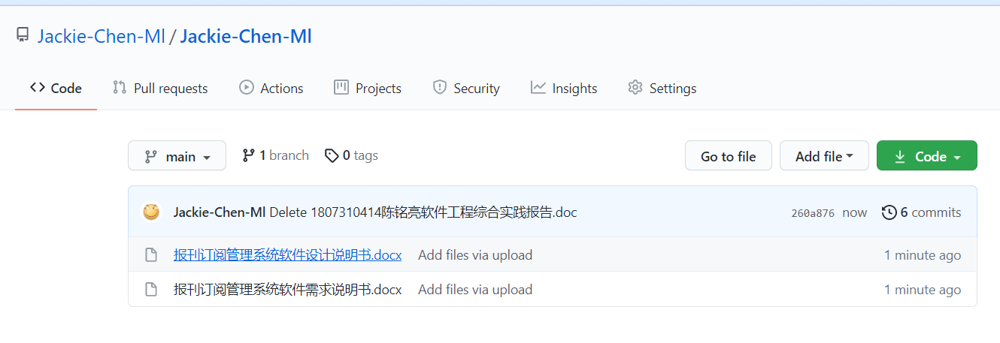 Jackie-Chen-Ml / Jackie-Chen-Ml
Code Pull requests Actions Projects Security Insights Settings
main 1 branch 0 tags Go to file Add file Code
Jackie-Chen-Ml Delete 1807310414陈铭亮软件工程综合实践报告.doc 260a876 now 6 commits
报刊订阅管理系统软件设计说明书.docx Add files via upload 1 minute ago
报刊订阅管理系统软件需求说明书.docx Add files via upload 1 minute ago